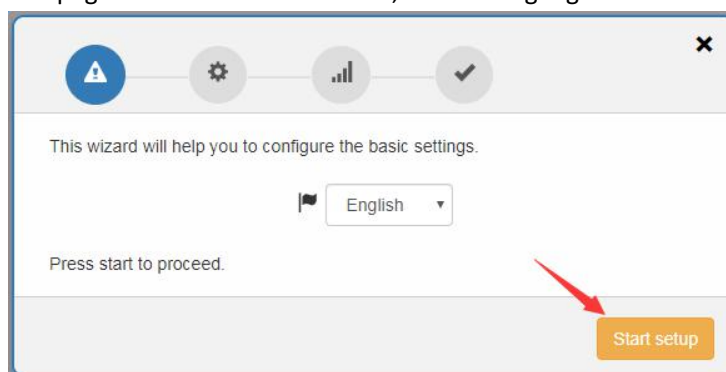 This wizard will help you to configure the basic settings.
English
Press start to proceed.
Start setup